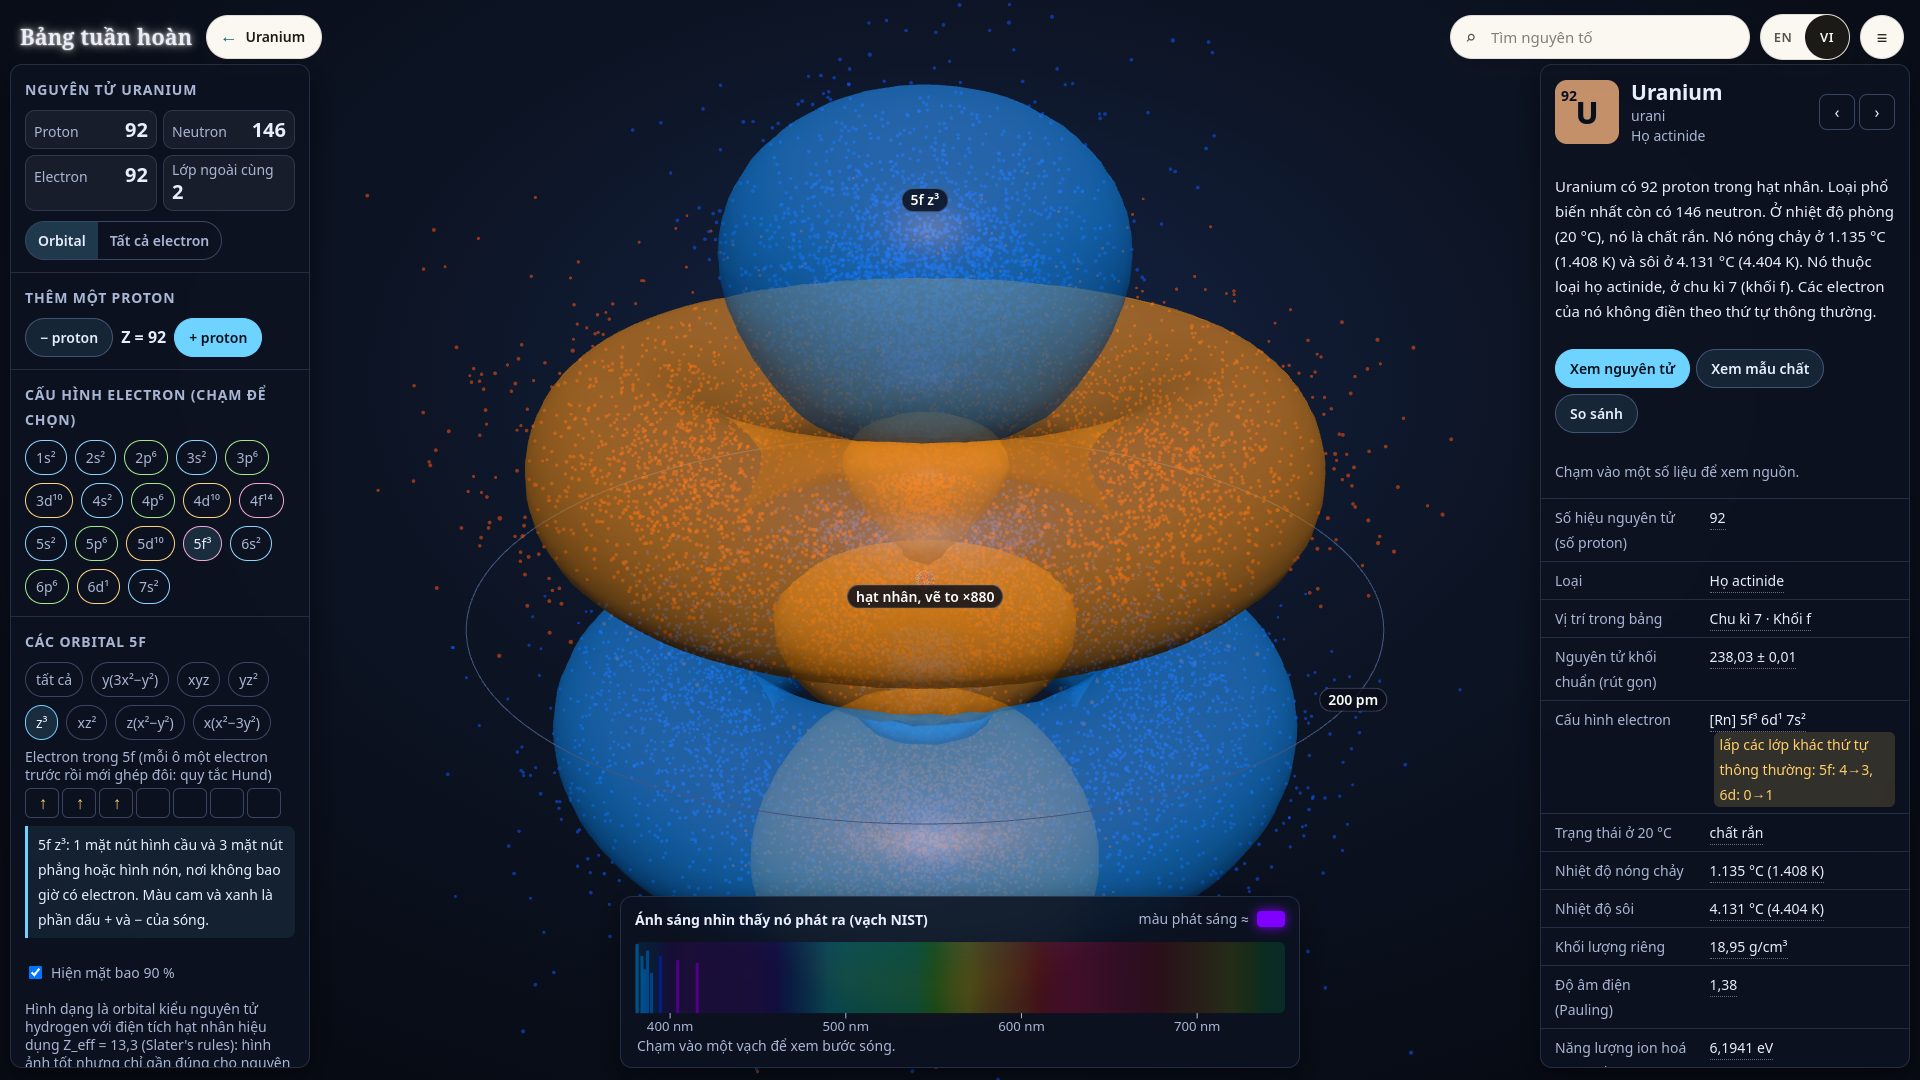 Bảng tuần hoàn
← Uranium
Tìm nguyên tố
EN
VI
≡
NGUYÊN TỬ URANIUM
Proton 92
Neutron 146
Electron 92
Lớp ngoài cùng
2
Orbital
Tất cả electron
THÊM MỘT PROTON
− proton
Z = 92
+ proton
CẤU HÌNH ELECTRON (CHẠM ĐỂ
CHỌN)
1s² 2s² 2p⁶ 3s² 3p⁶
3d¹⁰ 4s² 4p⁶ 4d¹⁰ 4f¹⁴
5s² 5p⁶ 5d¹⁰ 5f³ 6s²
6p⁶ 6d¹ 7s²
CÁC ORBITAL 5F
tất cả y(3x²−y²) xyz yz²
z³ xz² z(x²−y²) x(x²−3y²)
Electron trong 5f (mỗi ô một electron
trước rồi mới ghép đôi: quy tắc Hund)
↑ ↑ ↑
5f z³: 1 mặt nút hình cầu và 3 mặt nút
phẳng hoặc hình nón, nơi không bao
giờ có electron. Màu cam và xanh là
phần dấu + và − của sóng.
Hiện mặt bao 90 %
Hình dạng là orbital kiểu nguyên tử
hydrogen với điện tích hạt nhân hiệu
dụng Z_eff = 13,3 (Slater's rules): hình
ảnh tốt nhưng chỉ gần đúng cho nguyên
5f z³
hạt nhân, vẽ to ×880
200 pm
Ánh sáng nhìn thấy nó phát ra (vạch NIST)
màu phát sáng ≈
400 nm 500 nm 600 nm 700 nm
Chạm vào một vạch để xem bước sóng.
92
U
Uranium
urani
Họ actinide
‹ ›
Uranium có 92 proton trong hạt nhân. Loại phổ
biến nhất còn có 146 neutron. Ở nhiệt độ phòng
(20 °C), nó là chất rắn. Nó nóng chảy ở 1.135 °C
(1.408 K) và sôi ở 4.131 °C (4.404 K). Nó thuộc
loại họ actinide, ở chu kì 7 (khối f). Các electron
của nó không điền theo thứ tự thông thường.
Xem nguyên tử
Xem mẫu chất
So sánh
Chạm vào một số liệu để xem nguồn.
Số hiệu nguyên tử 92
(số proton)
Loại Họ actinide
Vị trí trong bảng Chu kì 7 · Khối f
Nguyên tử khối 238,03 ± 0,01
chuẩn (rút gọn)
Cấu hình electron [Rn] 5f³ 6d¹ 7s²
lấp các lớp khác thứ tự
thông thường: 5f: 4→3,
6d: 0→1
Trạng thái ở 20 °C chất rắn
Nhiệt độ nóng chảy 1.135 °C (1.408 K)
Nhiệt độ sôi 4.131 °C (4.404 K)
Khối lượng riêng 18,95 g/cm³
Độ âm điện 1,38
(Pauling)
Năng lượng ion hoá 6,1941 eV